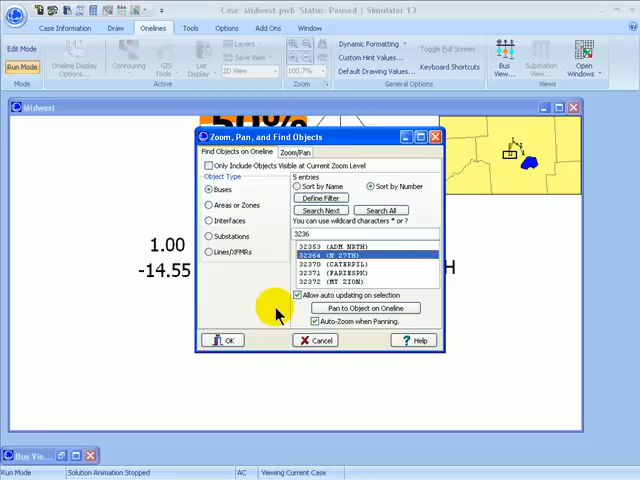 Case: Midwest.pwb Status: Paused | Simulator 13
Case Information Draw Onelines Tools Options Add Ons Window
Edit Mode
Run Mode
Mode
Oneline Display
Options...
Contouring
GIS
Tools
List
Display
Active
Layers
Save View
2D View
100.7%
Zoom
Dynamic Formatting
Custom Hint Values...
Default Drawing Values...
Toggle Full Screen
Keyboard Shortcuts
General Options
Bus
View...
Substation
View...
Open
Windows
Views
Midwest
50%
1.00
-14.55
H
Zoom, Pan, and Find Objects
Find Objects on Oneline Zoom/Pan
Only Include Objects Visible at Current Zoom Level
Object Type
Buses
Areas or Zones
Interfaces
Substations
Lines/XFMRs
5 entries
Sort by Name Sort by Number
Define Filter
Search Next Search All
You can use wildcard characters * or ?
3236
32353 (ADM NRTH)
32364 (N 27TH)
32370 (CATERPIL)
32371 (FARIESPK)
32372 (MT ZION)
Allow auto updating on selection
Pan to Object on Oneline
Auto-Zoom when Panning.
OK Cancel Help
Bus Vie...
Run Mode Solution Animation Stopped AC Viewing Current Case